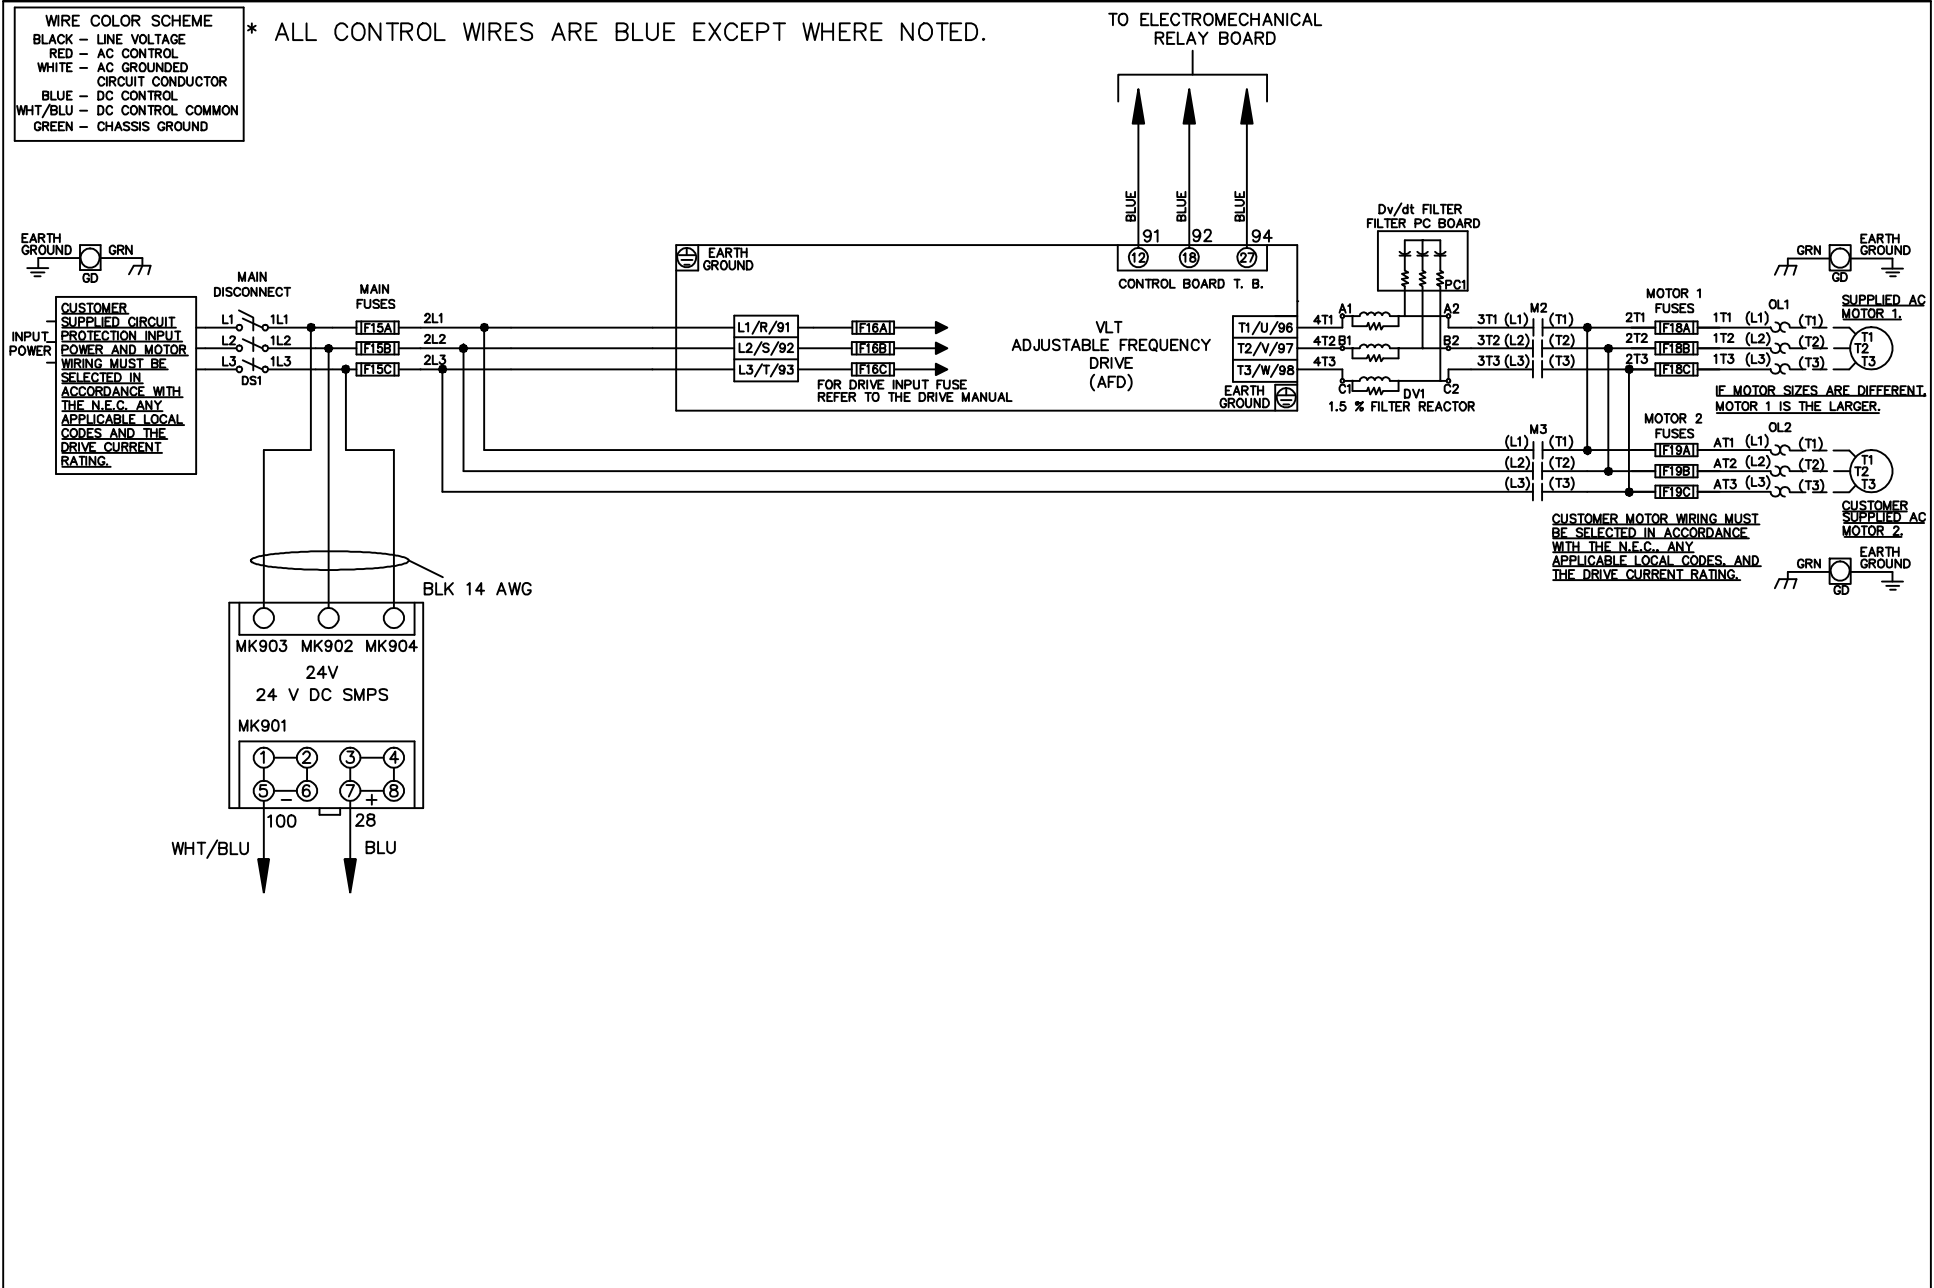 WIRE COLOR SCHEME
BLACK – LINE VOLTAGE
RED – AC CONTROL
WHITE – AC GROUNDED
CIRCUIT CONDUCTOR
BLUE – DC CONTROL
WHT/BLU – DC CONTROL COMMON
GREEN – CHASSIS GROUND
* ALL CONTROL WIRES ARE BLUE EXCEPT WHERE NOTED.
TO ELECTROMECHANICAL
RELAY BOARD
BLUE
BLUE
BLUE
91 92 94
12 18 27
CONTROL BOARD T. B.
EARTH
GROUND
GRN
GD
INPUT
POWER
CUSTOMER
SUPPLIED CIRCUIT
PROTECTION INPUT
POWER AND MOTOR
WIRING MUST BE
SELECTED IN
ACCORDANCE WITH
THE N.E.C. ANY
APPLICABLE LOCAL
CODES AND THE
DRIVE CURRENT
RATING.
MAIN
DISCONNECT
L1 1L1
L2 1L2
L3 1L3
DS1
MAIN
FUSES
F15A
F15B
F15C
2L1
2L2
2L3
EARTH
GROUND
L1/R/91
L2/S/92
L3/T/93
F16A
F16B
F16C
FOR DRIVE INPUT FUSE
REFER TO THE DRIVE MANUAL
VLT
ADJUSTABLE FREQUENCY
DRIVE
(AFD)
T1/U/96
T2/V/97
T3/W/98
EARTH
GROUND
4T1
4T2
4T3
A1 A2
B1 B2
C1 C2
DV1
1.5 % FILTER REACTOR
Dv/dt FILTER
FILTER PC BOARD
PC1
M2
3T1 (L1) (T1)
3T2 (L2) (T2)
3T3 (L3) (T3)
MOTOR 1
FUSES
2T1 F18A 1T1 (L1) (T1)
2T2 F18B 1T2 (L2) (T2)
2T3 F18C 1T3 (L3) (T3)
OL1
GRN
GD
EARTH
GROUND
SUPPLIED AC
MOTOR 1.
T1
T2
T3
IF MOTOR SIZES ARE DIFFERENT,
MOTOR 1 IS THE LARGER.
M3
(L1) (T1)
(L2) (T2)
(L3) (T3)
MOTOR 2
FUSES
F19A AT1 (L1) (T1)
F19B AT2 (L2) (T2)
F19C AT3 (L3) (T3)
OL2
T1
T2
T3
CUSTOMER
SUPPLIED AC
MOTOR 2.
CUSTOMER MOTOR WIRING MUST
BE SELECTED IN ACCORDANCE
WITH THE N.E.C., ANY
APPLICABLE LOCAL CODES, AND
THE DRIVE CURRENT RATING.
GRN
GD
EARTH
GROUND
BLK 14 AWG
MK903 MK902 MK904
24V
24 V DC SMPS
MK901
1 2 3 4
5 – 6 7 + 8
100 28
WHT/BLU BLU